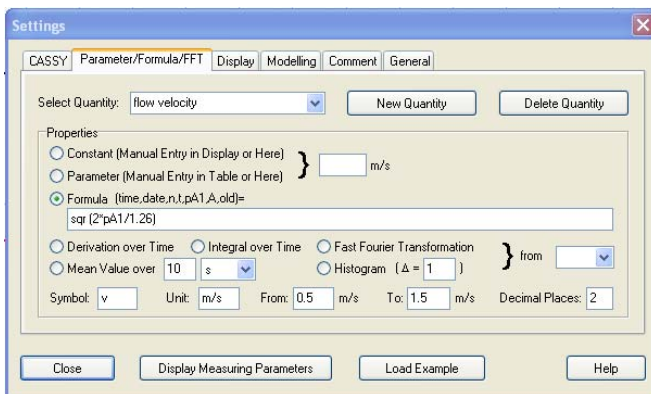 Settings
CASSY Parameter/Formula/FFT Display Modelling Comment General
Select Quantity: flow velocity New Quantity Delete Quantity
Properties
Constant (Manual Entry in Display or Here)
} m/s
Parameter (Manual Entry in Table or Here)
Formula (time,date,n,t,pA1,A,old)=
sqr (2*pA1/1.26)
Derivation over Time Integral over Time Fast Fourier Transformation
} from
Mean Value over 10 s Histogram (Δ = 1 )
Symbol: v Unit: m/s From: 0.5 m/s To: 1.5 m/s Decimal Places: 2
Close Display Measuring Parameters Load Example Help